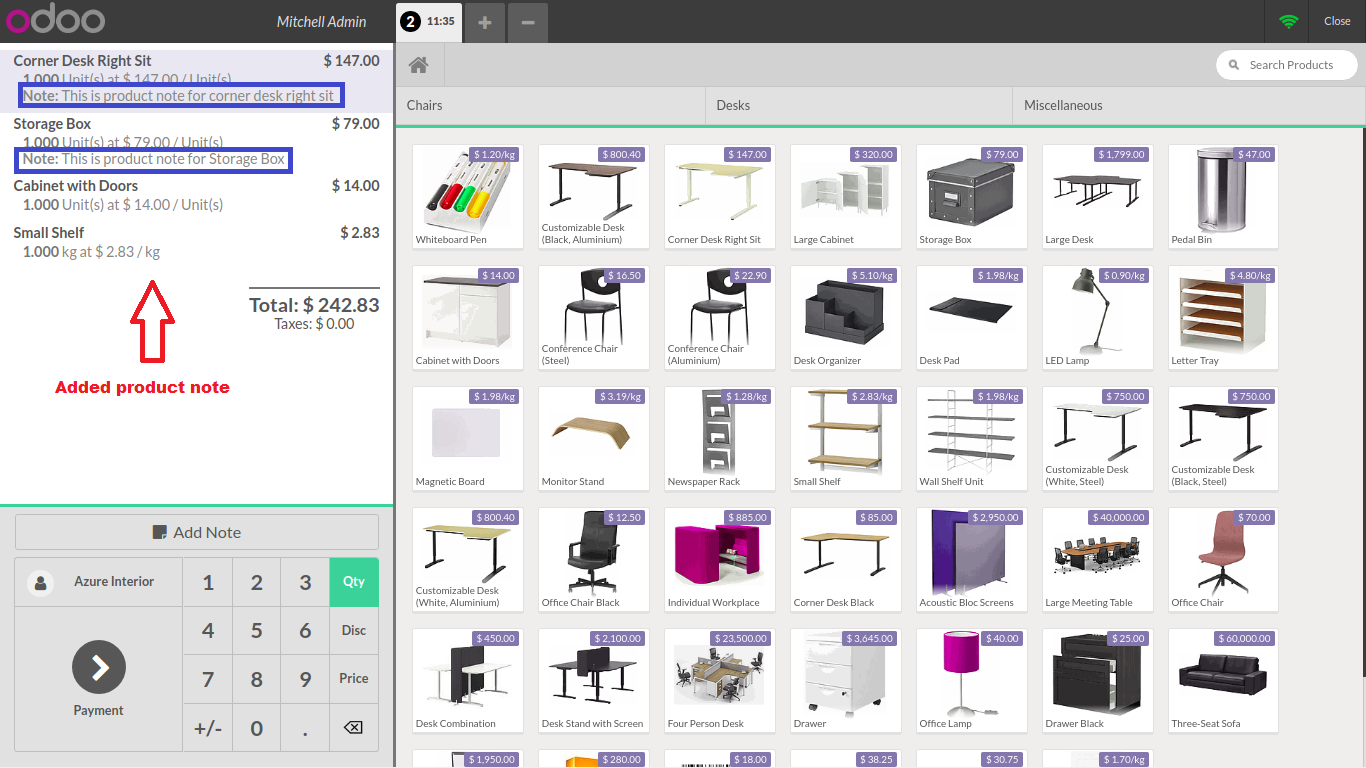 odoo
Mitchell Admin
2 11:35
+
−
Close
Corner Desk Right Sit $ 147.00
1.000 Unit(s) at $ 147.00 / Unit(s)
Note: This is product note for corner desk right sit
Storage Box $ 79.00
1.000 Unit(s) at $ 79.00 / Unit(s)
Note: This is product note for Storage Box
Cabinet with Doors $ 14.00
1.000 Unit(s) at $ 14.00 / Unit(s)
Small Shelf $ 2.83
1.000 kg at $ 2.83 / kg
Total: $ 242.83
Taxes: $ 0.00
Added product note
Add Note
Azure Interior
1 2 3 Qty
4 5 6 Disc
7 8 9 Price
+/- 0 .
Payment
Search Products
Chairs Desks Miscellaneous
$ 1.20/kg
Whiteboard Pen
$ 800.40
Customizable Desk
(Black, Aluminium)
$ 147.00
Corner Desk Right Sit
$ 320.00
Large Cabinet
$ 79.00
Storage Box
$ 1,799.00
Large Desk
$ 47.00
Pedal Bin
$ 14.00
Cabinet with Doors
$ 16.50
Conference Chair
(Steel)
$ 22.90
Conference Chair
(Aluminium)
$ 5.10/kg
Desk Organizer
$ 1.98/kg
Desk Pad
$ 0.90/kg
LED Lamp
$ 4.80/kg
Letter Tray
$ 1.98/kg
Magnetic Board
$ 3.19/kg
Monitor Stand
$ 1.28/kg
Newspaper Rack
$ 2.83/kg
Small Shelf
$ 1.98/kg
Wall Shelf Unit
$ 750.00
Customizable Desk
(White, Steel)
$ 750.00
Customizable Desk
(Black, Steel)
$ 800.40
Customizable Desk
(White, Aluminium)
$ 12.50
Office Chair Black
$ 885.00
Individual Workplace
$ 85.00
Corner Desk Black
$ 2,950.00
Acoustic Bloc Screens
$ 40,000.00
Large Meeting Table
$ 70.00
Office Chair
$ 450.00
Desk Combination
$ 2,100.00
Desk Stand with Screen
$ 23,500.00
Four Person Desk
$ 3,645.00
Drawer
$ 40.00
Office Lamp
$ 25.00
Drawer Black
$ 60,000.00
Three-Seat Sofa
$ 1,950.00
$ 280.00
$ 18.00
$ 38.25
$ 30.75
$ 1.70/kg